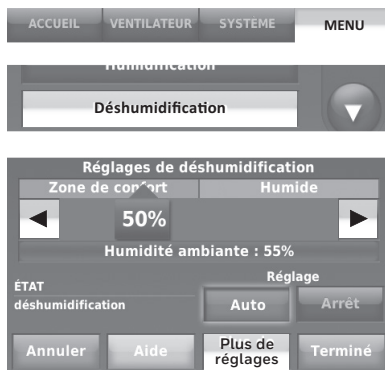 ACCUEIL VENTILATEUR SYSTEME MENU
Humidification
Déshumidification
Réglages de déshumidification
Zone de confort Humide
50%
Humidité ambiante : 55%
ÉTAT Réglage
déshumidification Auto Arrêt
Annuler Aide Plus de réglages Terminé